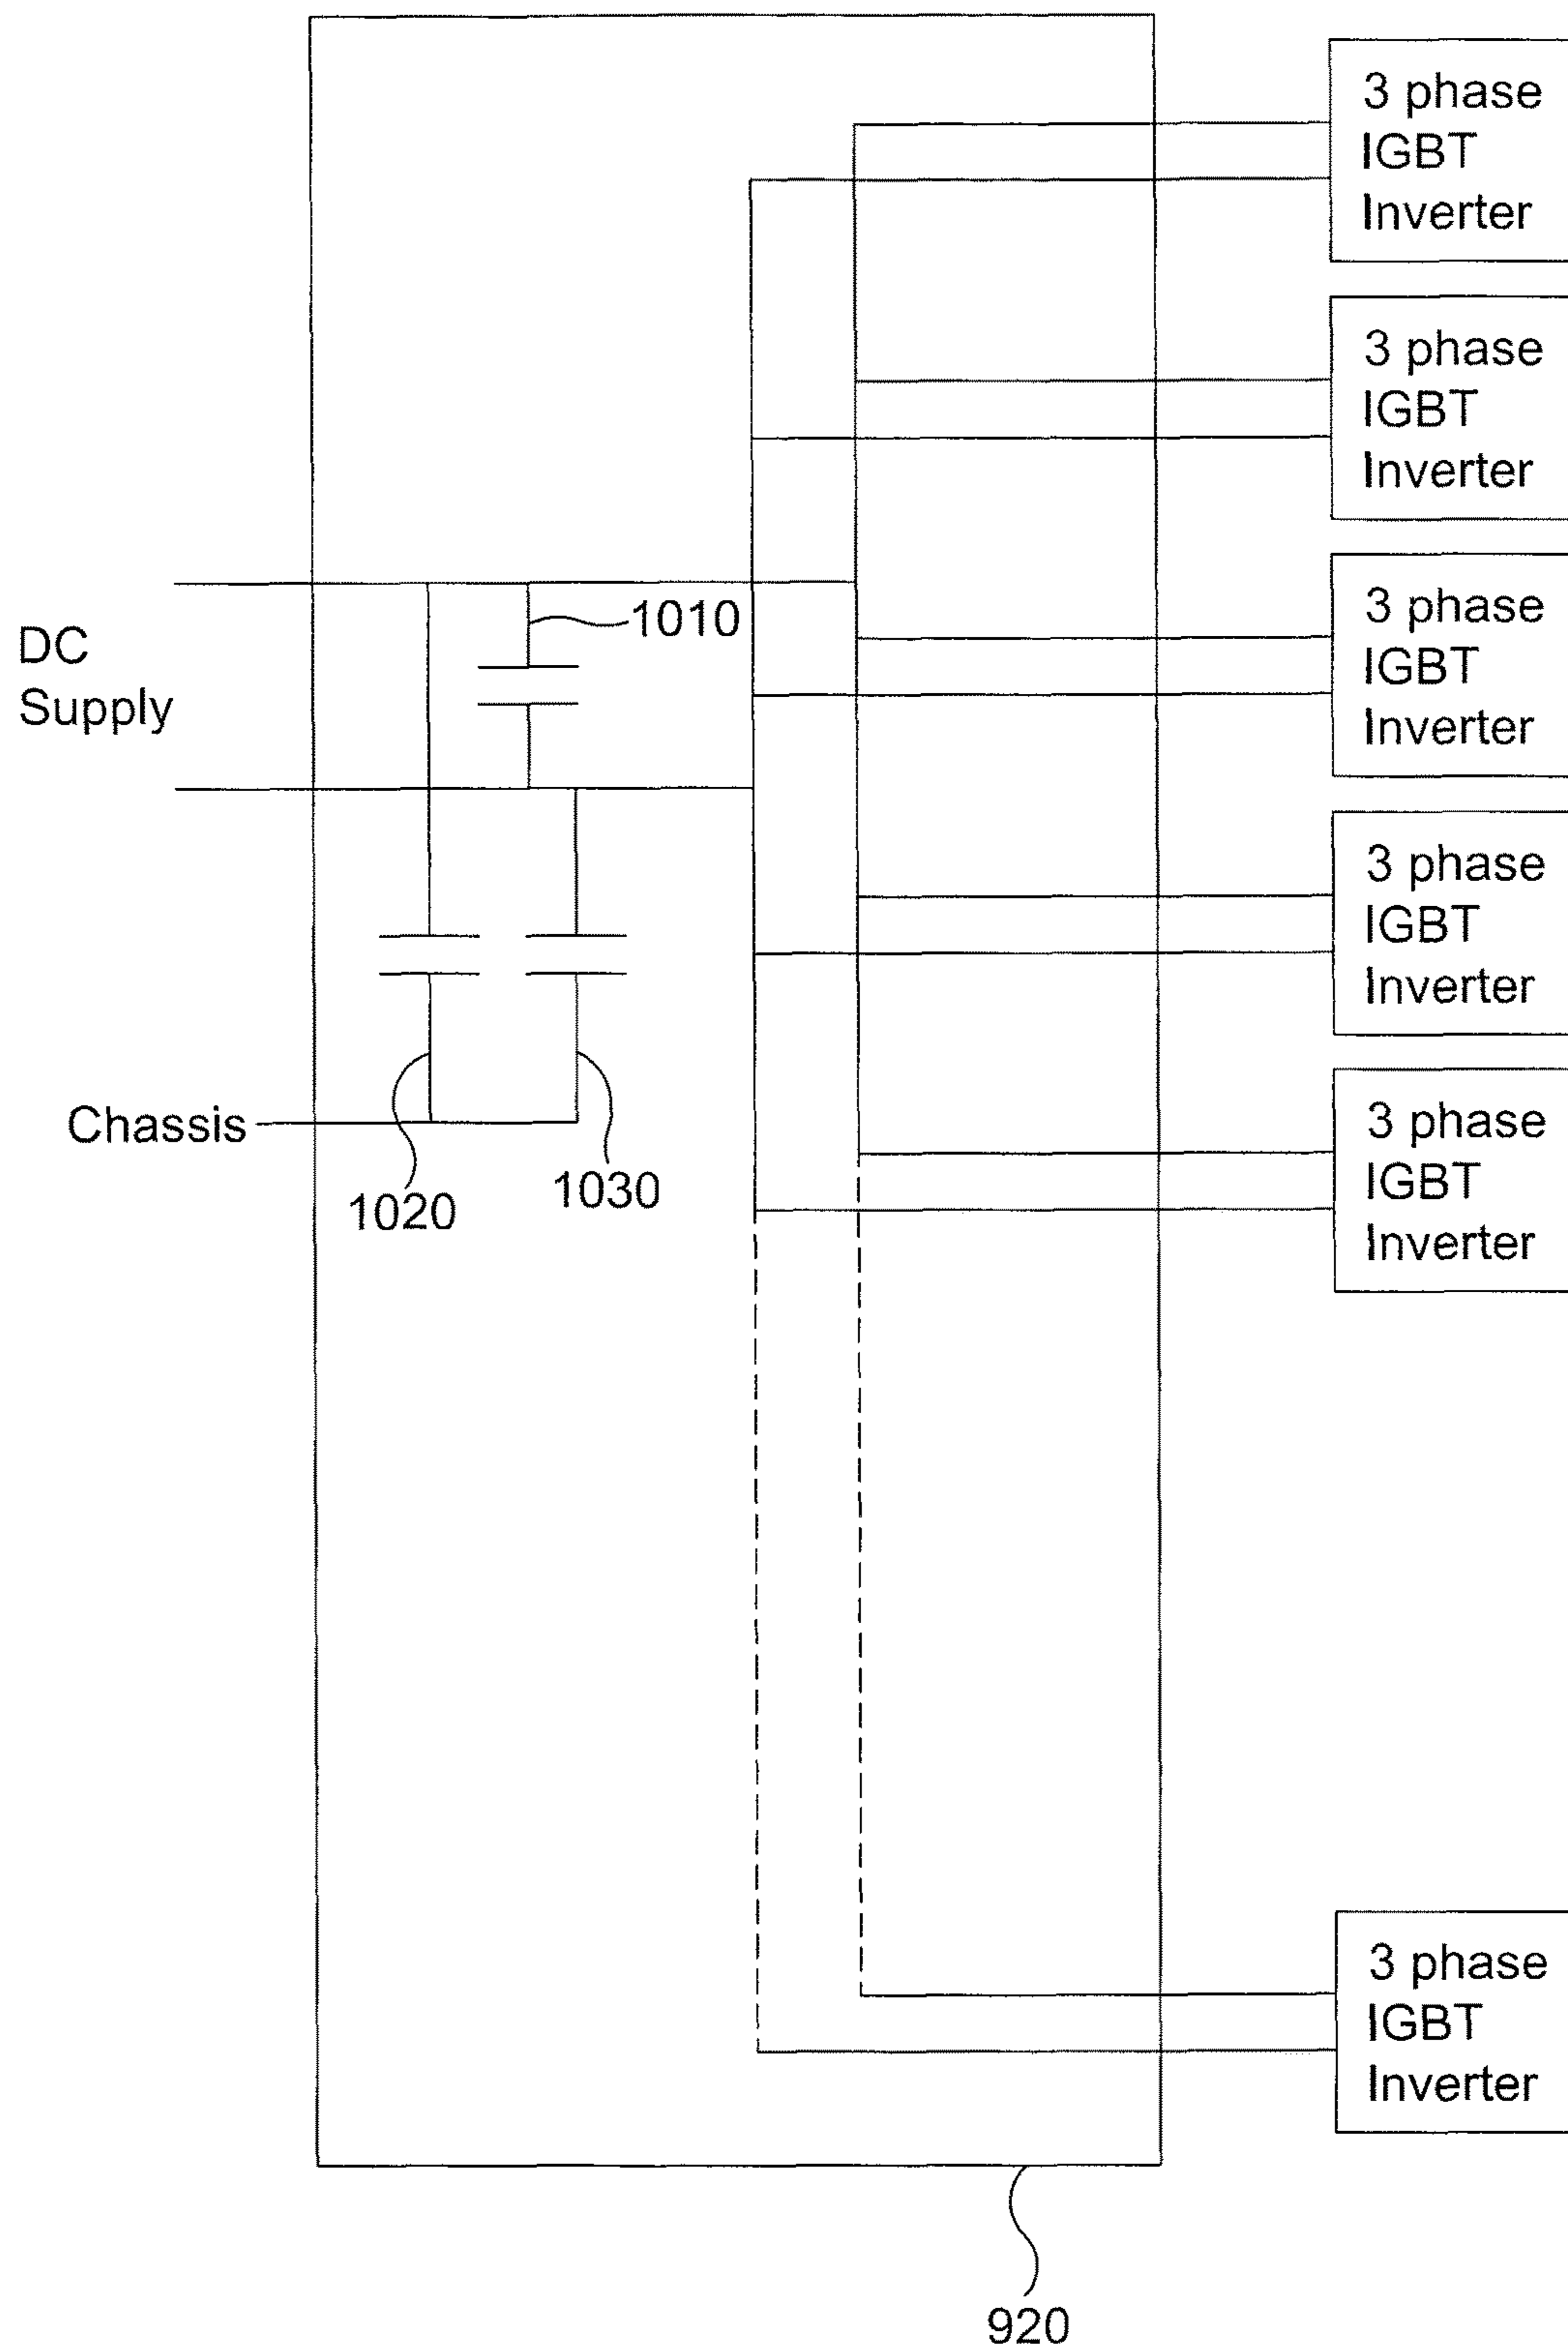 3 phase
IGBT
Inverter
3 phase
IGBT
Inverter
DC
Supply
1010
3 phase
IGBT
Inverter
3 phase
IGBT
Inverter
Chassis
1020
1030
3 phase
IGBT
Inverter
3 phase
IGBT
Inverter
920